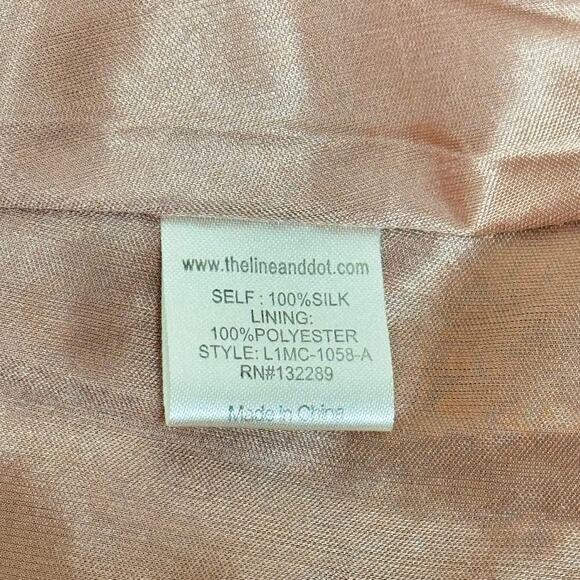 www.thelineanddot.com
SELF : 100%SILK
LINING:
100%POLYESTER
STYLE: L1MC-1058-A
RN#132289
Made in China